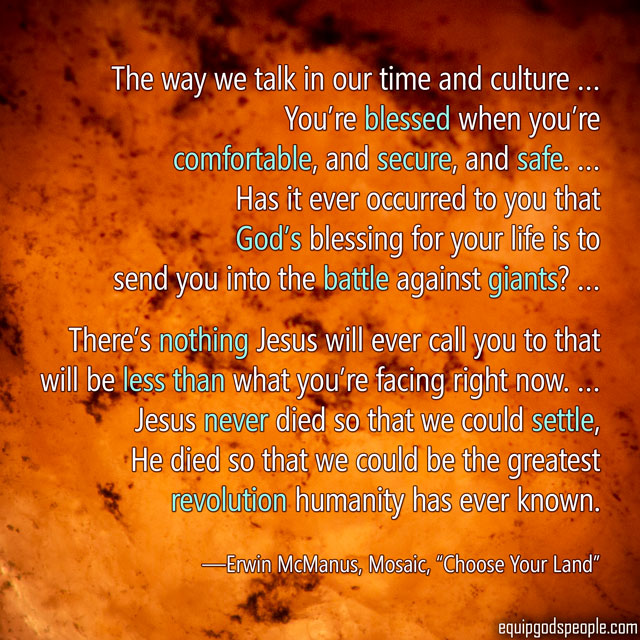 The way we talk in our time and culture …
You’re blessed when you’re
comfortable, and secure, and safe. …
Has it ever occurred to you that
God’s blessing for your life is to
send you into the battle against giants? …
There’s nothing Jesus will ever call you to that
will be less than what you’re facing right now. …
Jesus never died so that we could settle,
He died so that we could be the greatest
revolution humanity has ever known.
—Erwin McManus, Mosaic, “Choose Your Land”
equipgodspeople.com